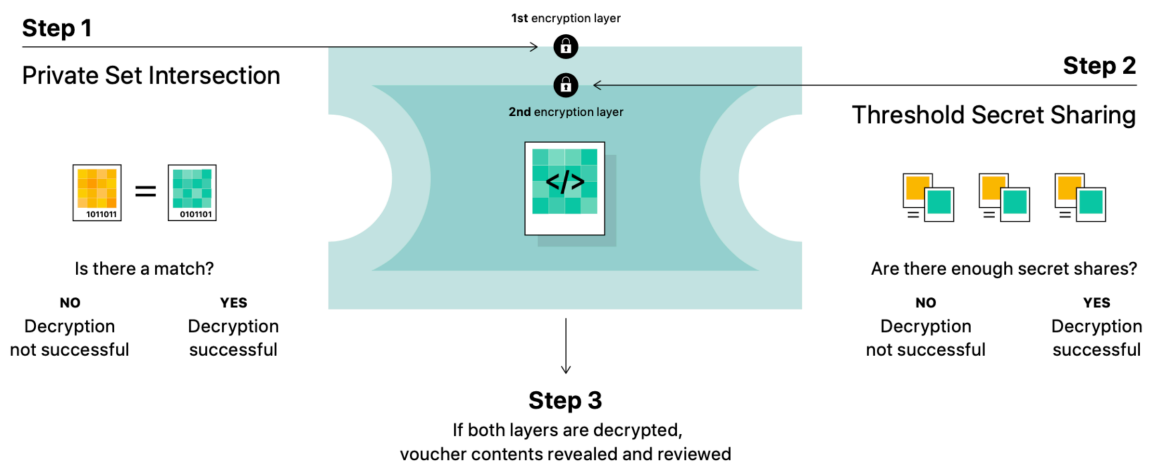 Step 1
Private Set Intersection
1011011
0101101
Is there a match?
NO
Decryption
not successful
YES
Decryption
successful
1st encryption layer
2nd encryption layer
</>
Step 2
Threshold Secret Sharing
Are there enough secret shares?
NO
Decryption
not successful
YES
Decryption
successful
Step 3
If both layers are decrypted,
voucher contents revealed and reviewed